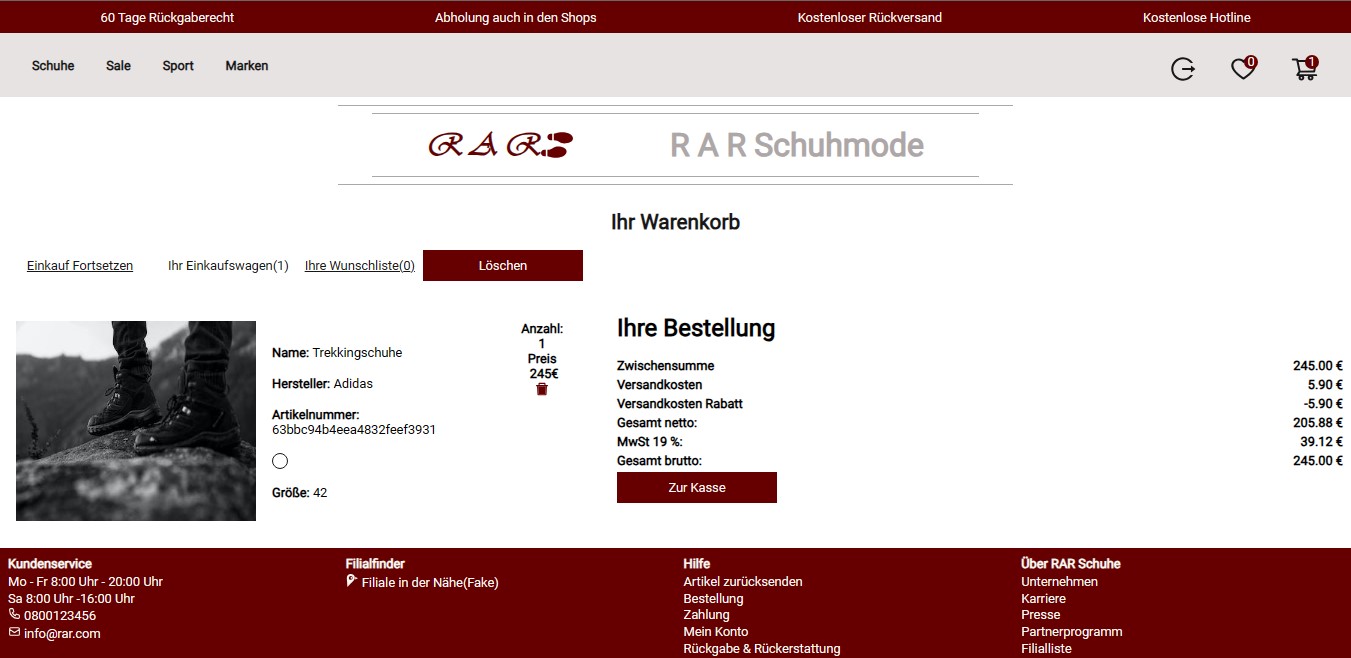 60 Tage Rückgaberecht Abholung auch in den Shops Kostenloser Rückversand Kostenlose Hotline
Schuhe Sale Sport Marken 0 1
R A R R A R Schuhmode
Ihr Warenkorb
Einkauf Fortsetzen Ihr Einkaufswagen(1) Ihre Wunschliste(0) Löschen
Name: Trekkingschuhe
Hersteller: Adidas
Artikelnummer:
63bbc94b4eea4832feef3931
Größe: 42
Anzahl:
1
Preis
245€
Ihre Bestellung
Zwischensumme 245.00 €
Versandkosten 5.90 €
Versandkosten Rabatt -5.90 €
Gesamt netto: 205.88 €
MwSt 19 %: 39.12 €
Gesamt brutto: 245.00 €
Zur Kasse
Kundenservice
Mo - Fr 8:00 Uhr - 20:00 Uhr
Sa 8:00 Uhr -16:00 Uhr
0800123456
info@rar.com
Filialfinder
Filiale in der Nähe(Fake)
Hilfe
Artikel zurücksenden
Bestellung
Zahlung
Mein Konto
Rückgabe & Rückerstattung
Über RAR Schuhe
Unternehmen
Karriere
Presse
Partnerprogramm
Filialliste